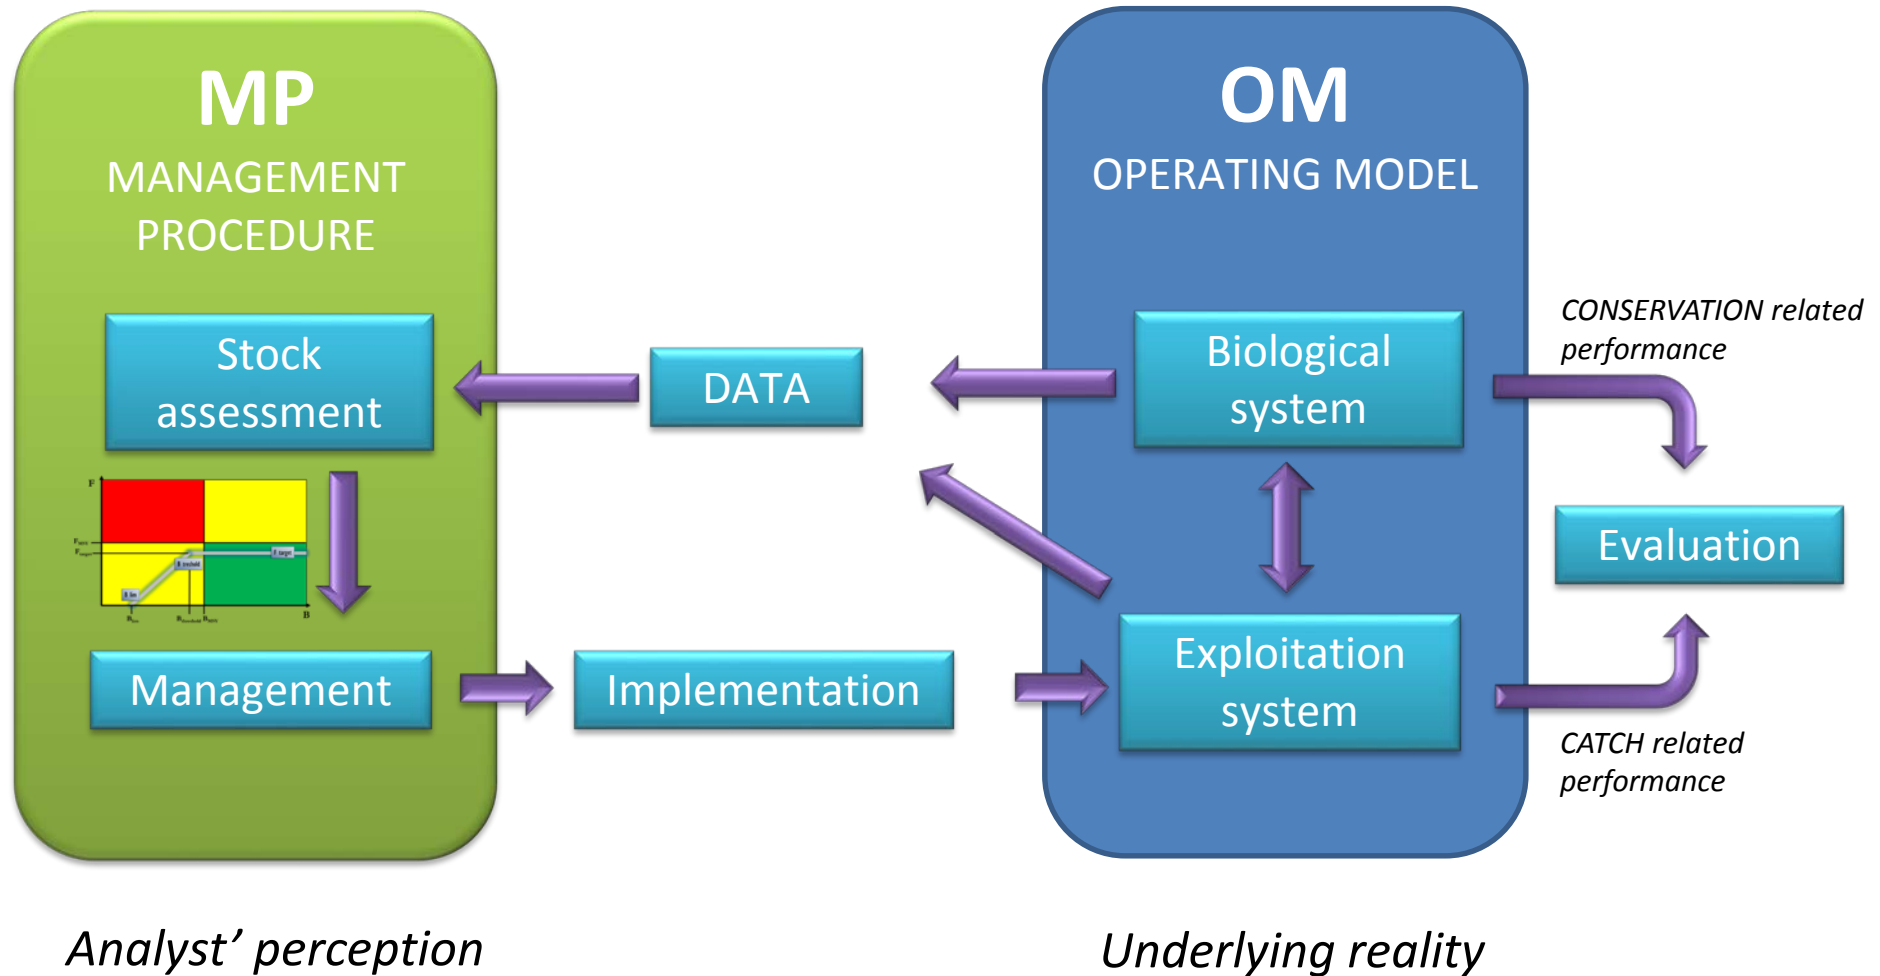 MP
MANAGEMENT
PROCEDURE
OM
OPERATING MODEL
Stock
assessment
DATA
Biological
system
CONSERVATION related
performance
F
F target
B
Evaluation
Management
Implementation
Exploitation
system
CATCH related
performance
Analyst’ perception
Underlying reality